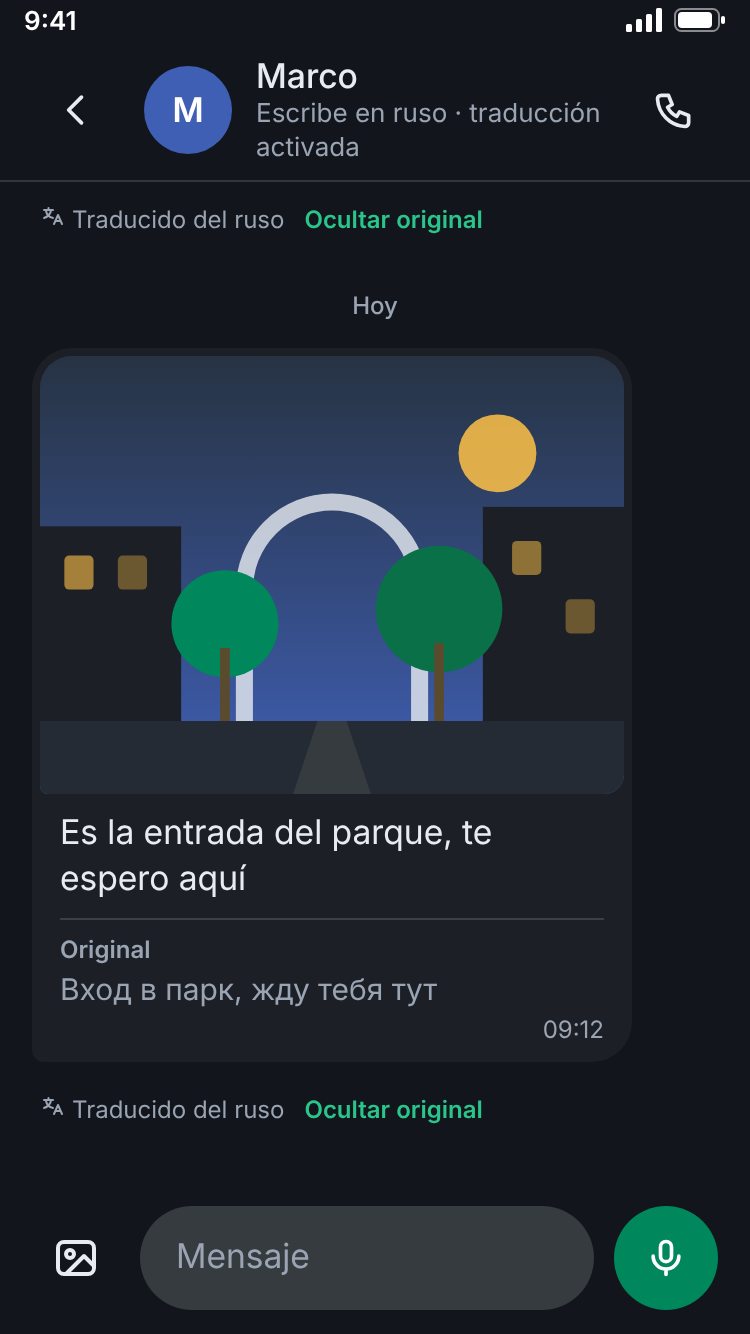 9:41
M
Marco
Escribe en ruso · traducción
activada
Traducido del ruso Ocultar original
Hoy
Es la entrada del parque, te
espero aquí
Original
Вход в парк, жду тебя тут
09:12
Traducido del ruso Ocultar original
Mensaje